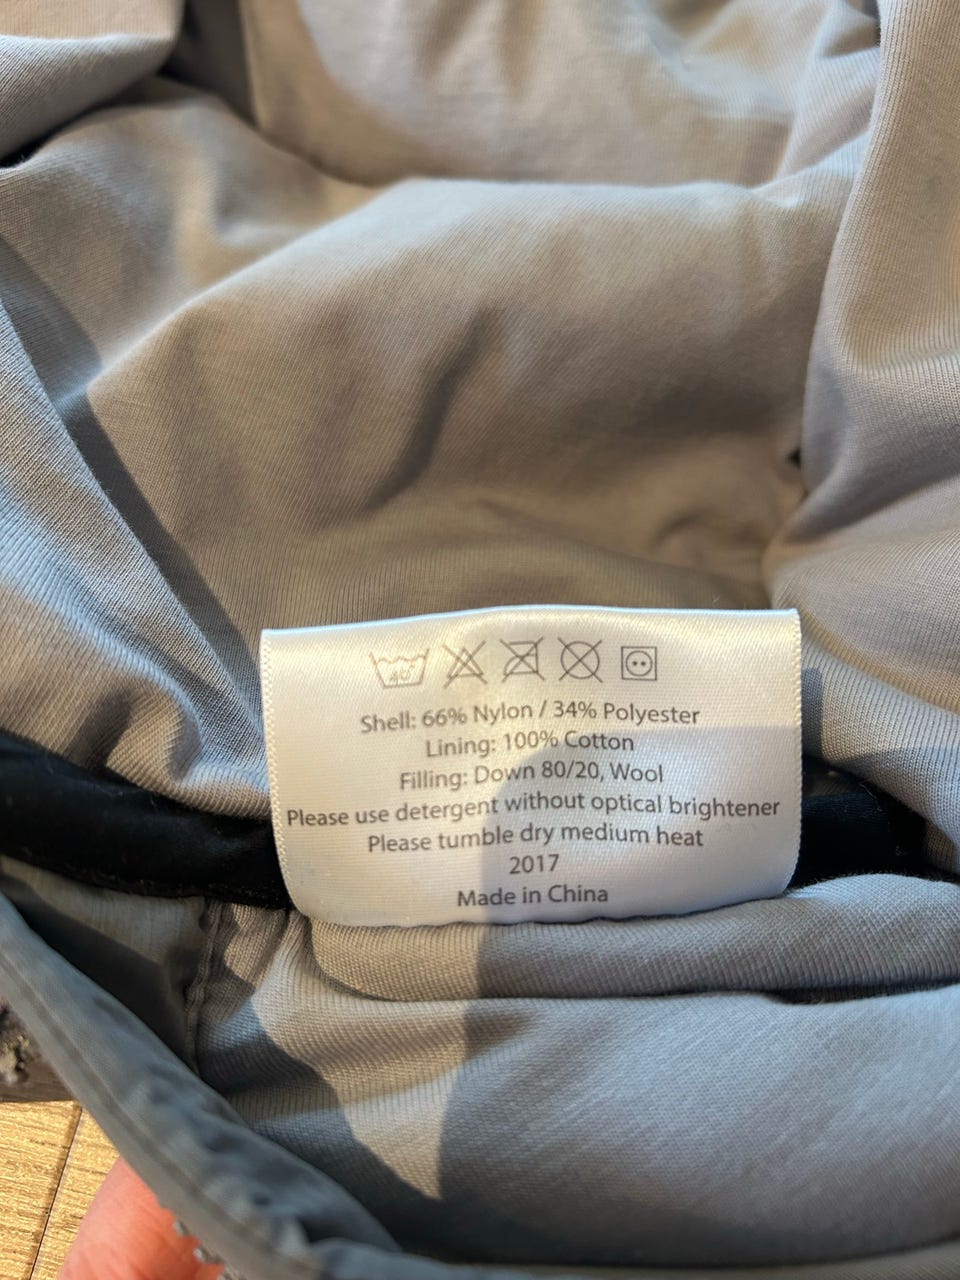 40°
Shell: 66% Nylon / 34% Polyester
Lining: 100% Cotton
Filling: Down 80/20, Wool
Please use detergent without optical brightener
Please tumble dry medium heat
2017
Made in China